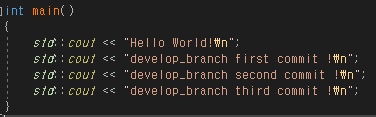 int main()
{
std::cout << "Hello World!₩n";
std::cout << "develop_branch first commit !₩n";
std::cout << "develop_branch second commit !₩n";
std::cout << "develop_branch third commit !₩n";
}